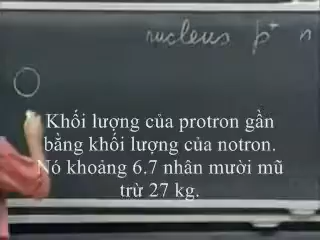 nucleus p⁺ n
Khối lượng của protron gần
bằng khối lượng của notron.
Nó khoảng 6.7 nhân mười mũ
trừ 27 kg.